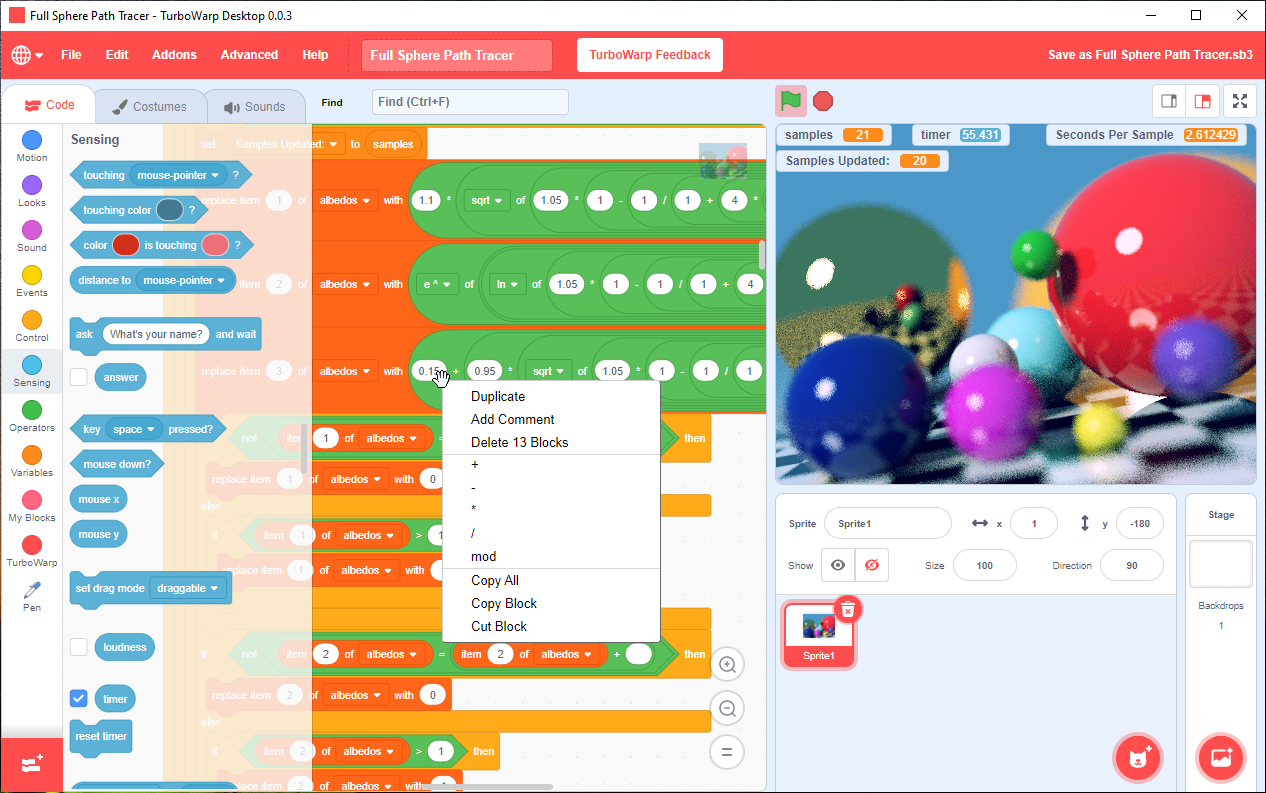 Full Sphere Path Tracer - TurboWarp Desktop 0.0.3
File Edit Addons Advanced Help Full Sphere Path Tracer TurboWarp Feedback Save as Full Sphere Path Tracer.sb3
Code Costumes Sounds Find Find (Ctrl+F)
Motion
Looks
Sound
Events
Control
Sensing
Operators
Variables
My Blocks
TurboWarp
Pen
Sensing
touching mouse-pointer ?
touching color ?
color is touching ?
distance to mouse-pointer
ask What's your name? and wait
answer
key space pressed?
mouse down?
mouse x
mouse y
set drag mode draggable
loudness
timer
reset timer
set Samples Updated: to samples
replace item 1 of albedos with 1.1 * sqrt of 1.05 * 1 - 1 / 1 + 4 *
item 2 of albedos with e ^ of ln of 1.05 * 1 - 1 / 1 + 4
replace item 3 of albedos with 0.15 + 0.95 * sqrt of 1.05 * 1 - 1 / 1
not item 1 of albedos = then
replace item 1 of albedos with 0
else
if item 1 of albedos > 1
replace item 1 of albedos with
if not item 2 of albedos = item 2 of albedos + then
replace item 2 of albedos with 0
else
if item 2 of albedos > 1 then
replace item 2 of albedos with 1
Duplicate
Add Comment
Delete 13 Blocks
+
-
*
/
mod
Copy All
Copy Block
Cut Block
samples 21 timer 55.431 Seconds Per Sample 2.612429
Samples Updated: 20
Sprite Sprite1 x 1 y -180
Show Size 100 Direction 90
Sprite1
Stage
Backdrops
1